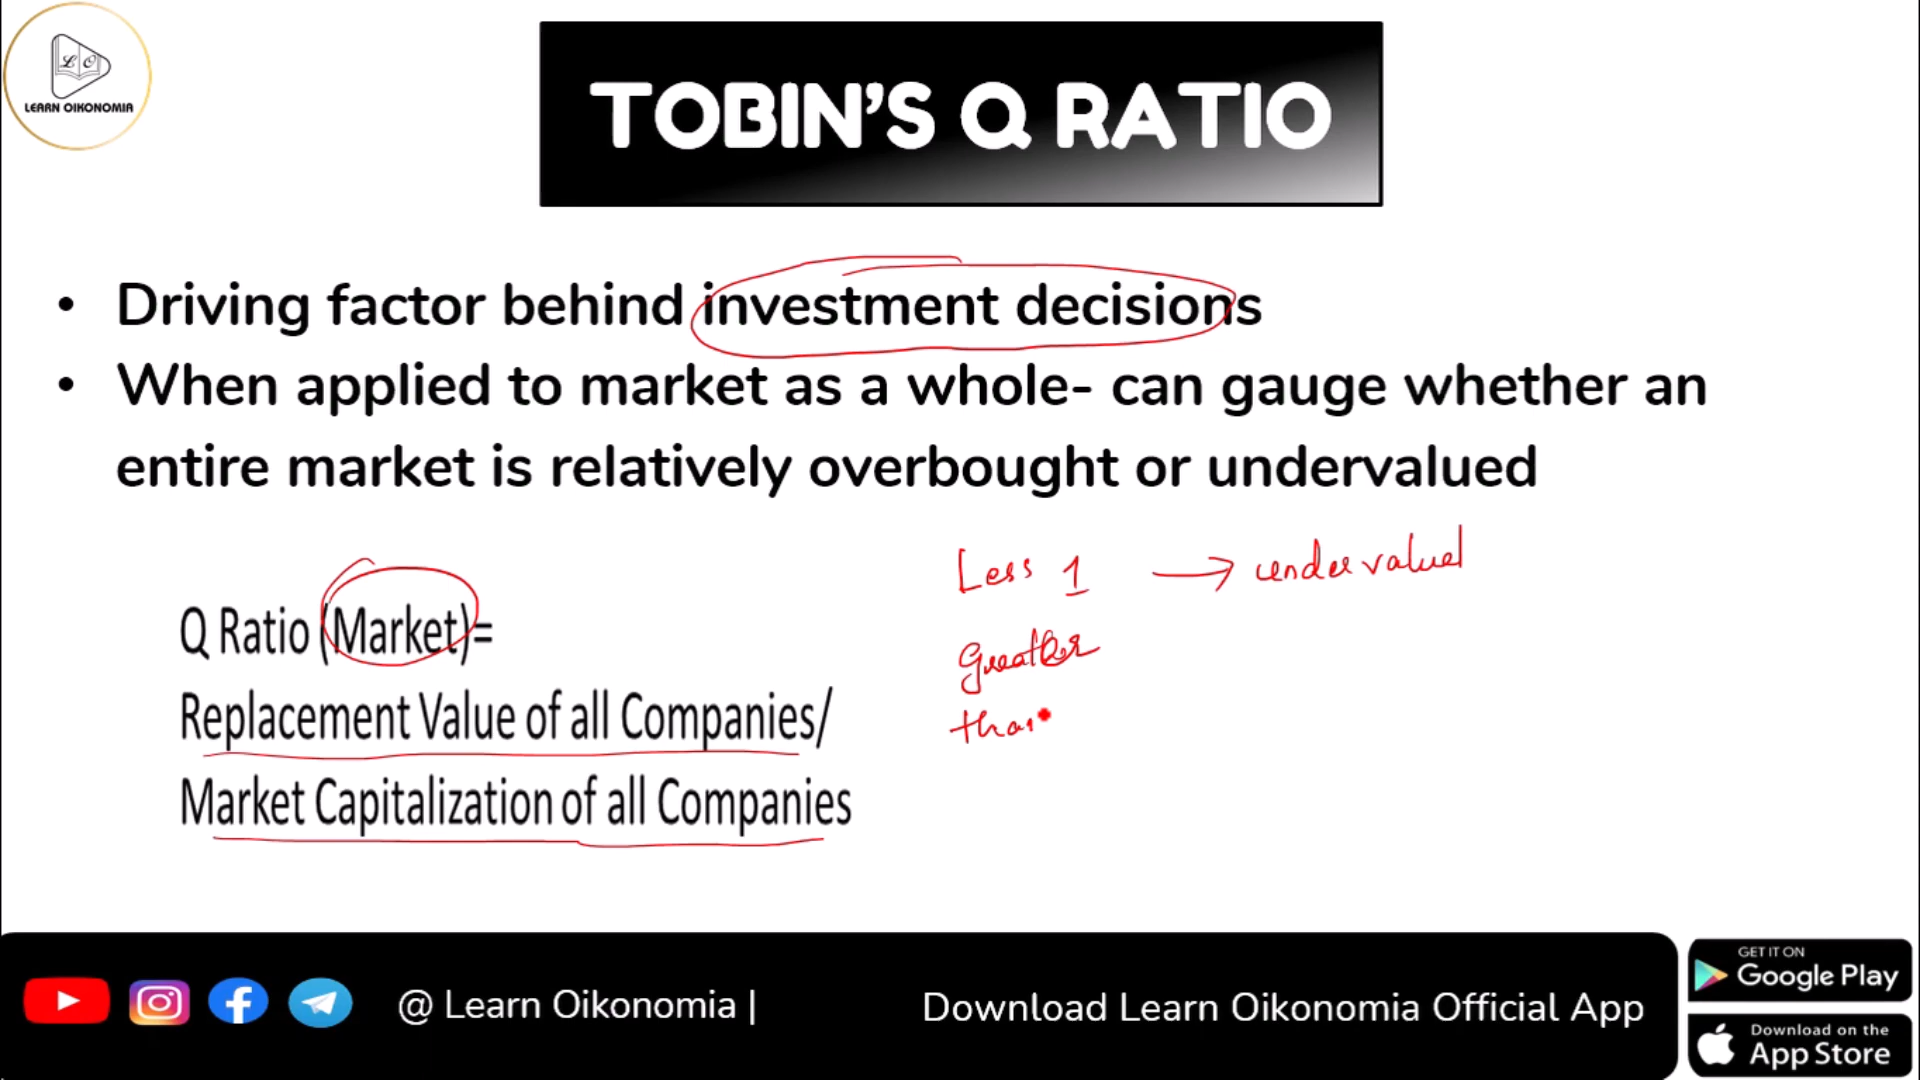 L O
LEARN OIKONOMIA
TOBIN'S Q RATIO
• Driving factor behind investment decisions
• When applied to market as a whole- can gauge whether an
entire market is relatively overbought or undervalued
Q Ratio (Market)=
Replacement Value of all Companies/
Market Capitalization of all Companies
Less 1 → undervalued
greater
than
@ Learn Oikonomia |
Download Learn Oikonomia Official App
GET IT ON
Google Play
Download on the
App Store